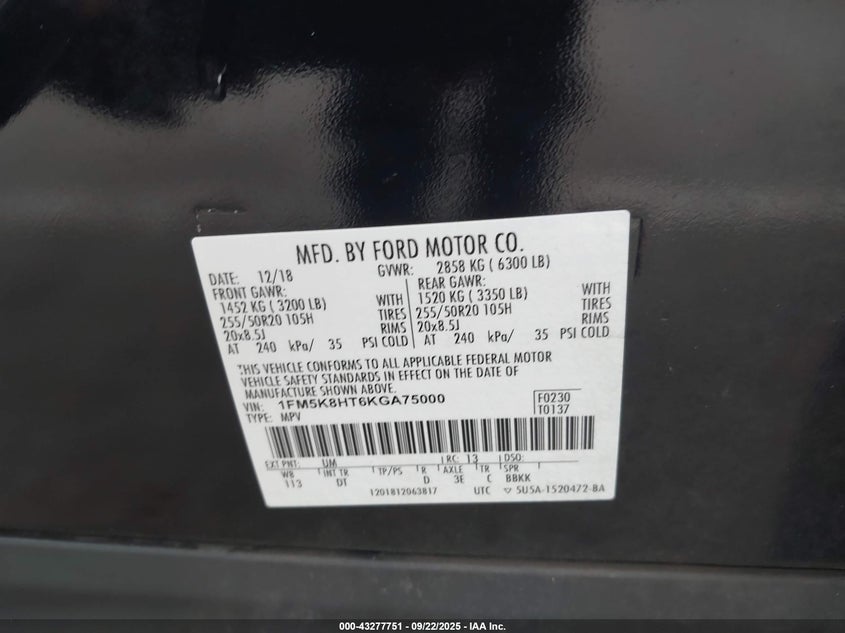 MFD. BY FORD MOTOR CO.
DATE: 12/18 GVWR: 2858 KG ( 6300 LB)
FRONT GAWR: REAR GAWR:
1452 KG ( 3200 LB) WITH 1520 KG ( 3350 LB) WITH
255/50R20 105H TIRES 255/50R20 105H TIRES
20x8.5J RIMS 20x8.5J RIMS
AT 240 kPa/ 35 PSI COLD AT 240 kPa/ 35 PSI COLD
THIS VEHICLE CONFORMS TO ALL APPLICABLE FEDERAL MOTOR
VEHICLE SAFETY STANDARDS IN EFFECT ON THE DATE OF
MANUFACTURE SHOWN ABOVE.
VIN: 1FM5K8HT6KGA75000 F0230
TYPE: MPV T0137
EXT PNT: UM RC: 13 DSO:
WB INT TR TP/PS R AXLE TR SPR
113 DT D 3E C BBKK
1201812063817 UTC ▽ 5U5A-1520472-BA
000-43277751 - 09/22/2025 - IAA Inc.